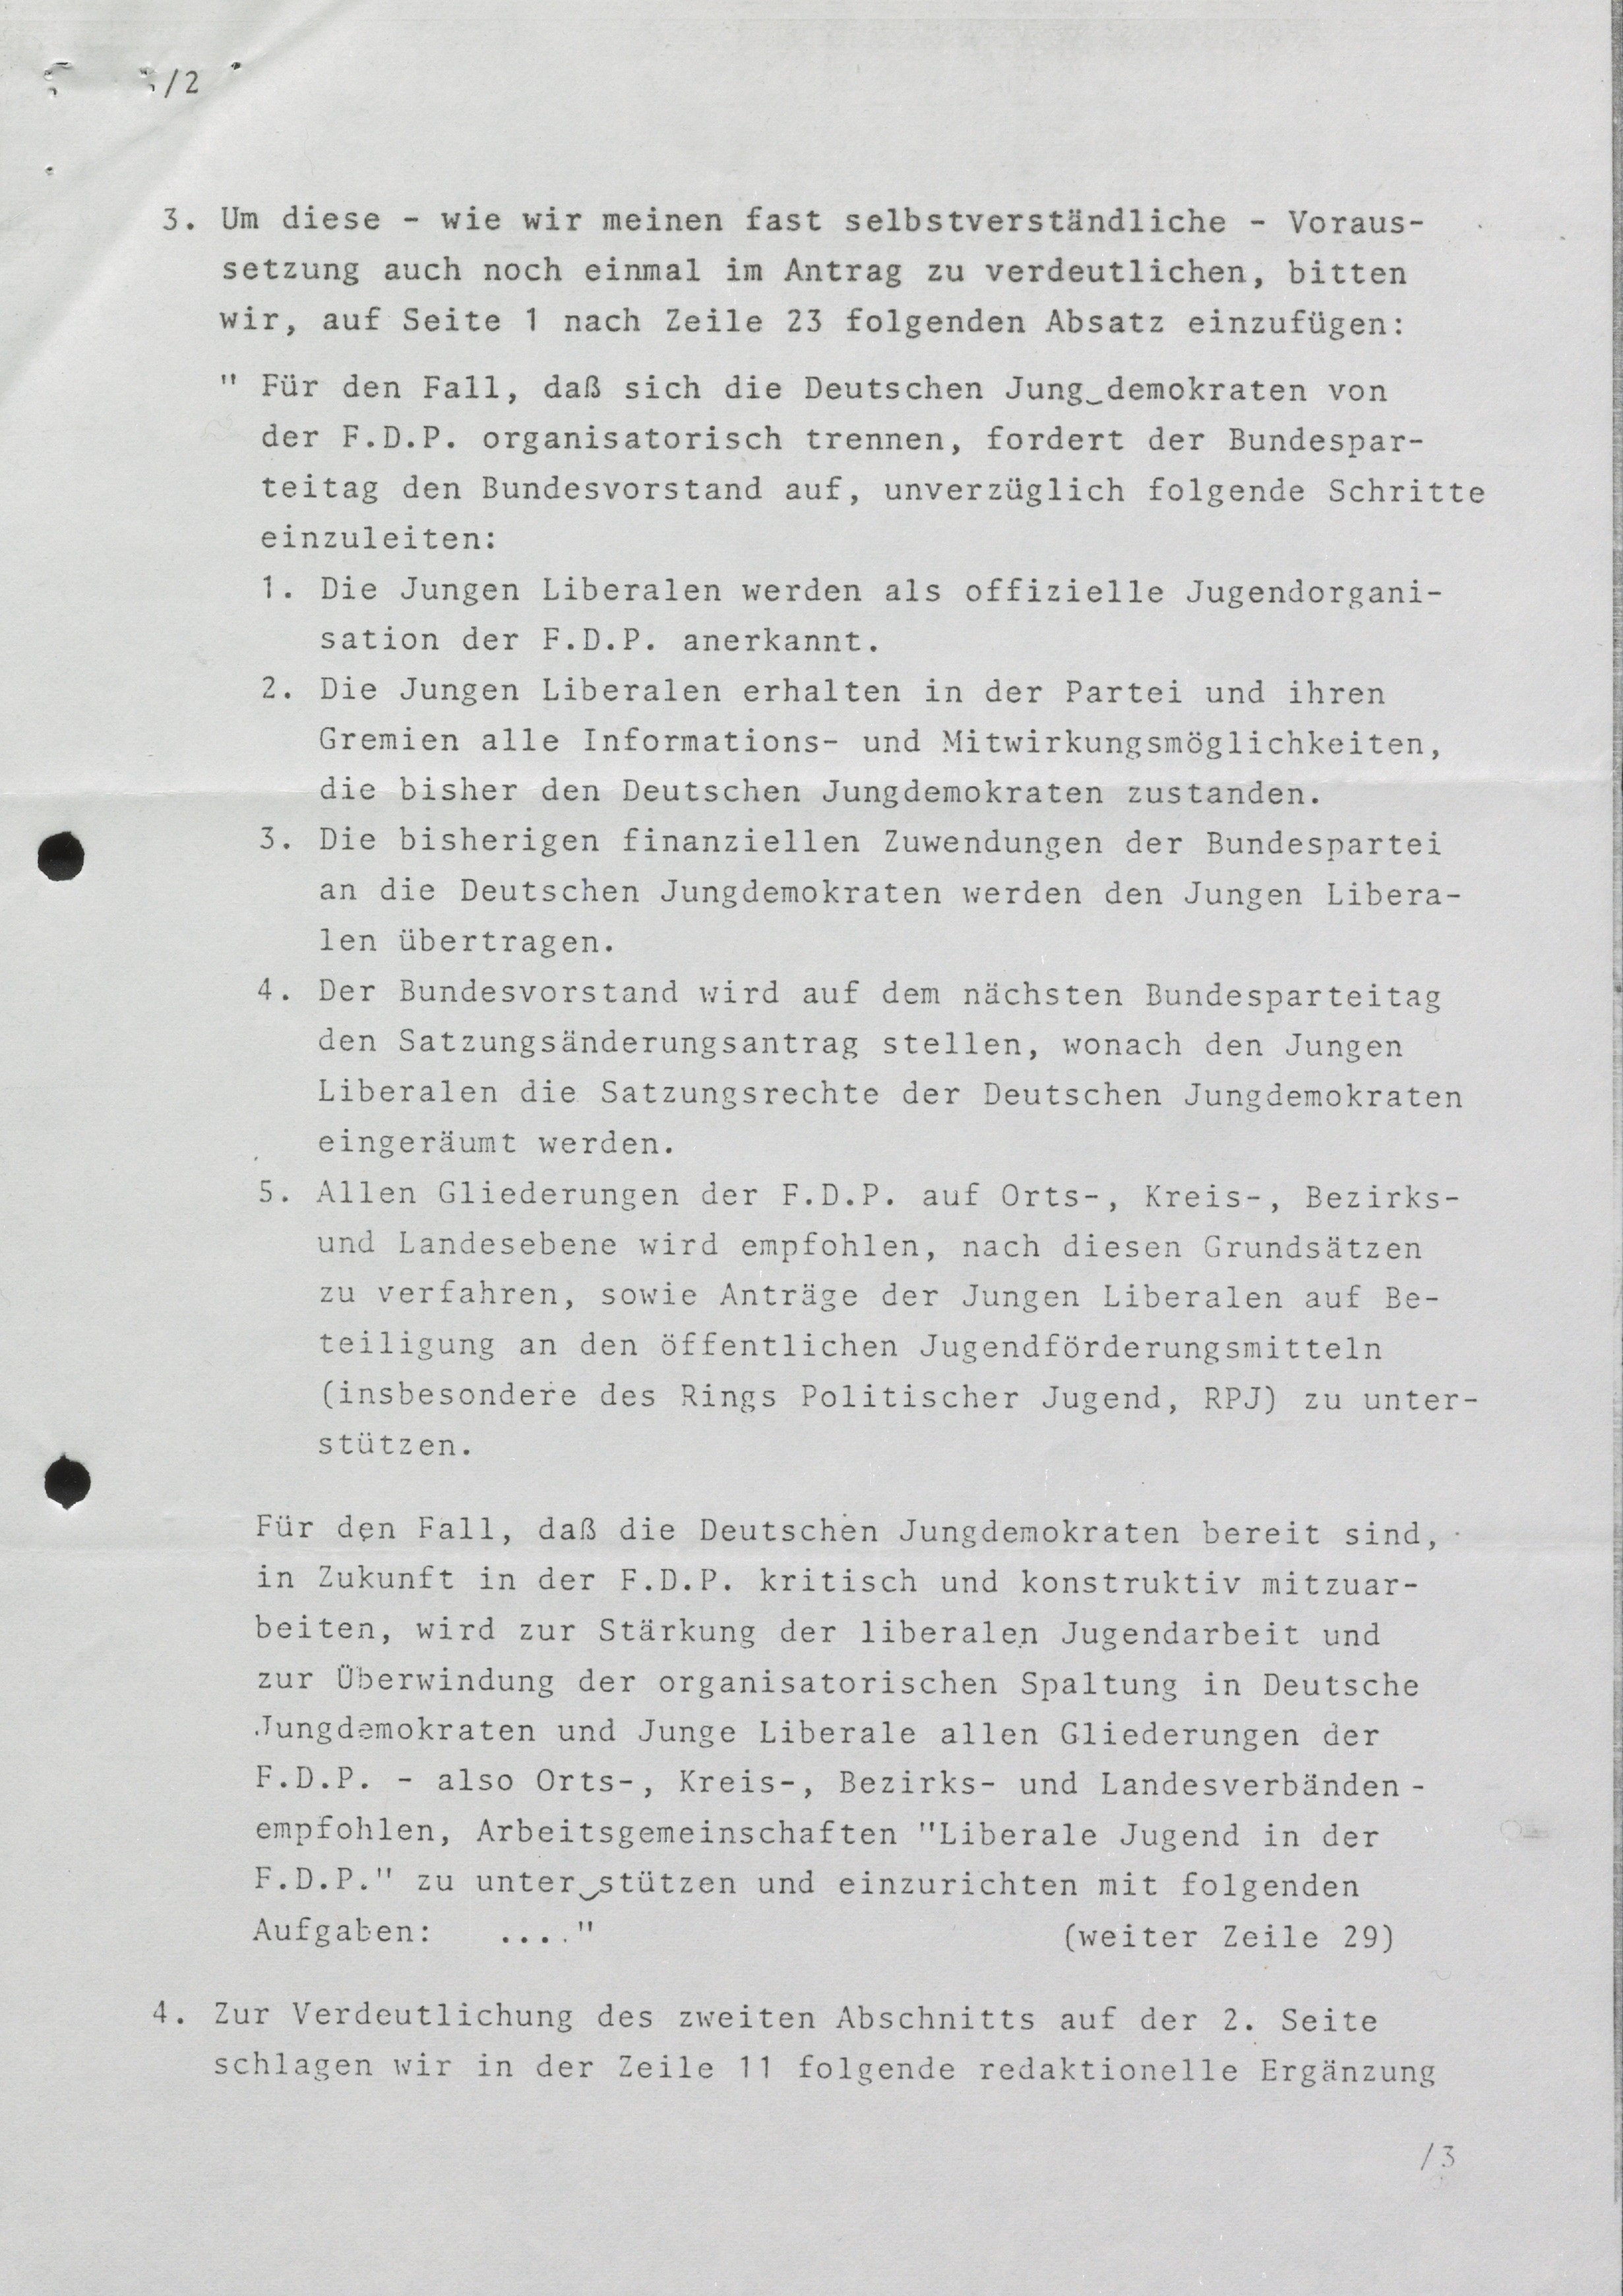 /2
3. Um diese - wie wir meinen fast selbstverständliche - Voraus-
setzung auch noch einmal im Antrag zu verdeutlichen, bitten
wir, auf Seite 1 nach Zeile 23 folgenden Absatz einzufügen:
" Für den Fall, daß sich die Deutschen Jung_demokraten von
der F.D.P. organisatorisch trennen, fordert der Bundespar-
teitag den Bundesvorstand auf, unverzüglich folgende Schritte
einzuleiten:
1. Die Jungen Liberalen werden als offizielle Jugendorgani-
sation der F.D.P. anerkannt.
2. Die Jungen Liberalen erhalten in der Partei und ihren
Gremien alle Informations- und Mitwirkungsmöglichkeiten,
die bisher den Deutschen Jungdemokraten zustanden.
3. Die bisherigen finanziellen Zuwendungen der Bundespartei
an die Deutschen Jungdemokraten werden den Jungen Libera-
len übertragen.
4. Der Bundesvorstand wird auf dem nächsten Bundesparteitag
den Satzungsänderungsantrag stellen, wonach den Jungen
Liberalen die Satzungsrechte der Deutschen Jungdemokraten
eingeräumt werden.
5. Allen Gliederungen der F.D.P. auf Orts-, Kreis-, Bezirks-
und Landesebene wird empfohlen, nach diesen Grundsätzen
zu verfahren, sowie Anträge der Jungen Liberalen auf Be-
teiligung an den öffentlichen Jugendförderungsmitteln
(insbesondere des Rings Politischer Jugend, RPJ) zu unter-
stützen.
Für den Fall, daß die Deutschen Jungdemokraten bereit sind,
in Zukunft in der F.D.P. kritisch und konstruktiv mitzuar-
beiten, wird zur Stärkung der liberalen Jugendarbeit und
zur Überwindung der organisatorischen Spaltung in Deutsche
Jungdemokraten und Junge Liberale allen Gliederungen der
F.D.P. - also Orts-, Kreis-, Bezirks- und Landesverbänden -
empfohlen, Arbeitsgemeinschaften "Liberale Jugend in der
F.D.P." zu unter_stützen und einzurichten mit folgenden
Aufgaben: ...." (weiter Zeile 29)
4. Zur Verdeutlichung des zweiten Abschnitts auf der 2. Seite
schlagen wir in der Zeile 11 folgende redaktionelle Ergänzung
/3